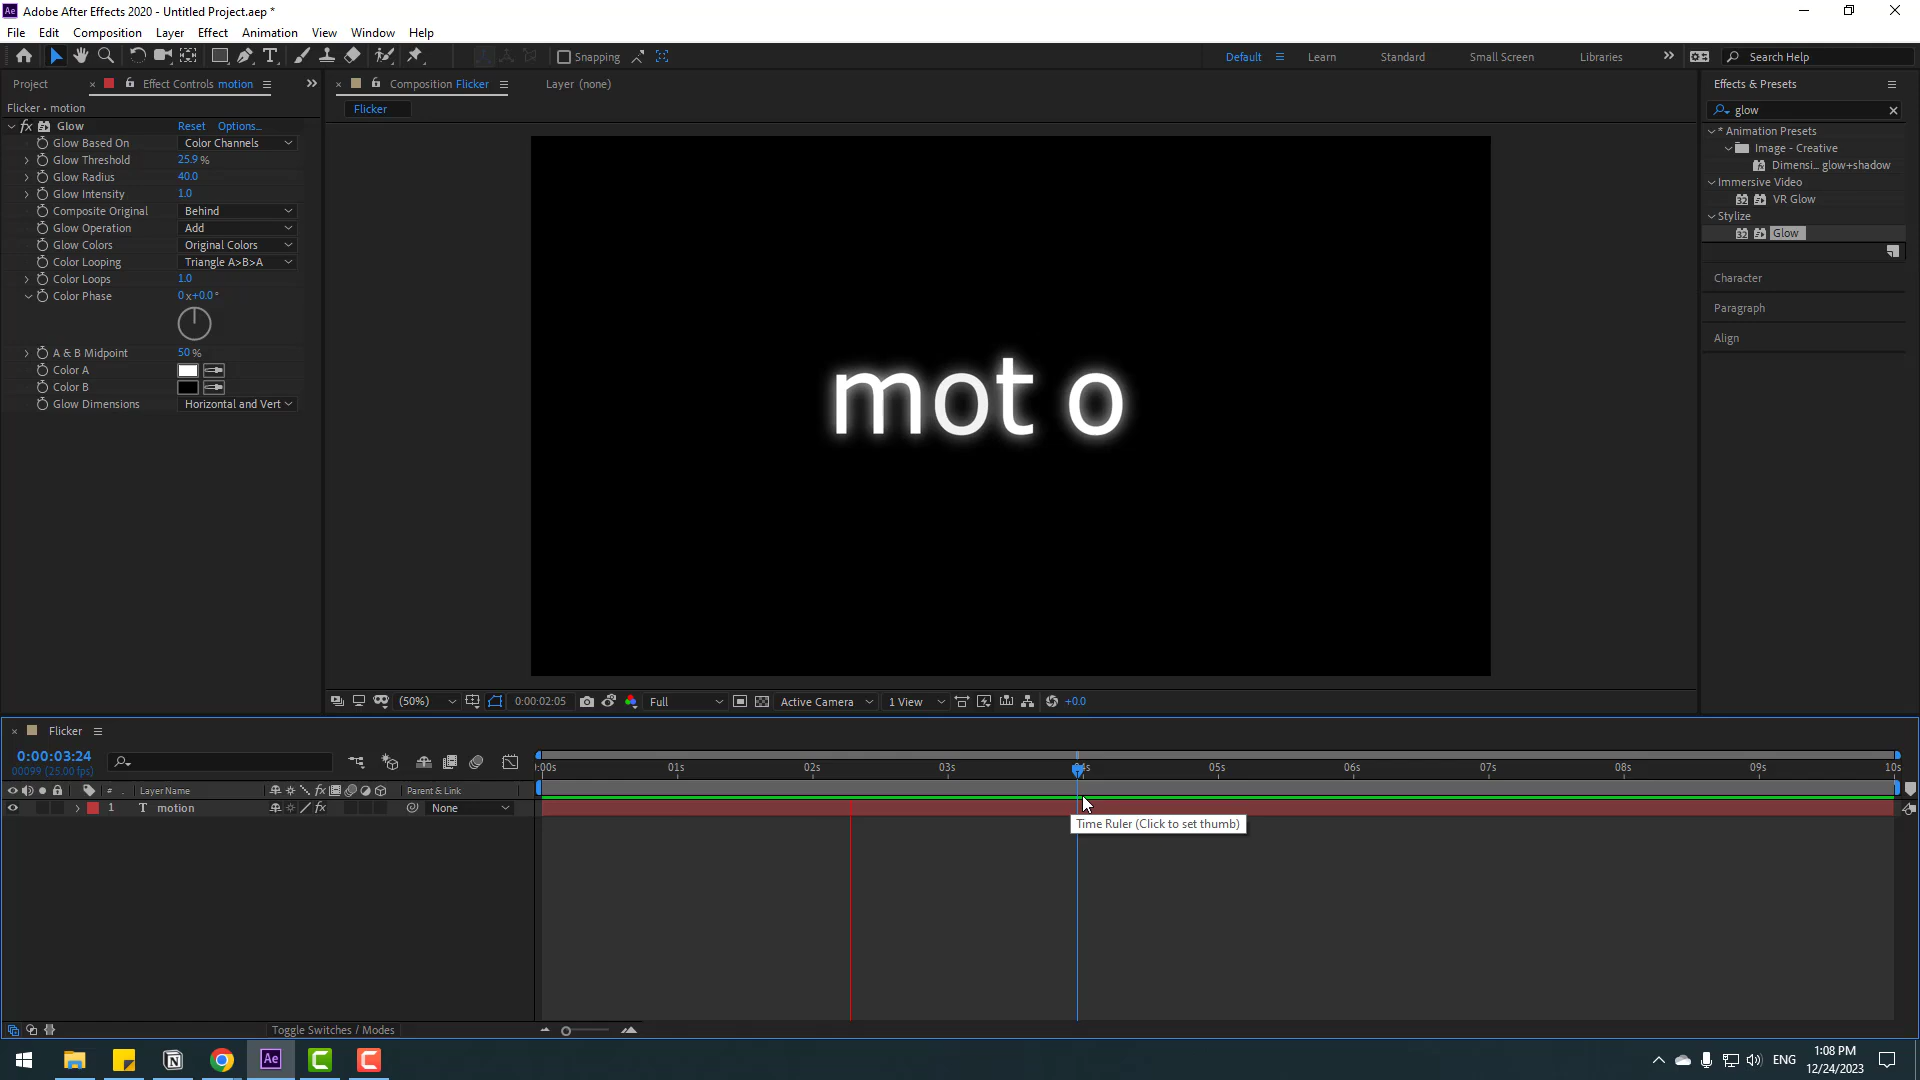 Ae Adobe After Effects 2020 - Untitled Project.aep *
File Edit Composition Layer Effect Animation View Window Help
Snapping Default Learn Standard Small Screen Libraries Search Help
Project Effect Controls motion
Composition Flicker
Layer (none)
Effects & Presets
Flicker • motion
Flicker
glow
fx Glow Reset Options...
Glow Based On Color Channels
Glow Threshold 25.9 %
Glow Radius 40.0
Glow Intensity 1.0
Composite Original Behind
Glow Operation Add
Glow Colors Original Colors
Color Looping Triangle A>B>A
Color Loops 1.0
Color Phase 0 x+0.0 °
A & B Midpoint 50 %
Color A
Color B
Glow Dimensions Horizontal and Vert
mot o
* Animation Presets
Image - Creative
Dimensi... glow+shadow
Immersive Video
32 VR Glow
Stylize
32 Glow
Character
Paragraph
Align
(50%) 0:00:02:05 Full Active Camera 1 View +0.0
Flicker
0:00:03:24
00099 (25.00 fps)
:00s 01s 02s 03s 04s 05s 06s 07s 08s 09s 10s
# . Layer Name fx Parent & Link
1 T motion fx None
Time Ruler (Click to set thumb)
Toggle Switches / Modes
Ae
ENG
1:08 PM
12/24/2023